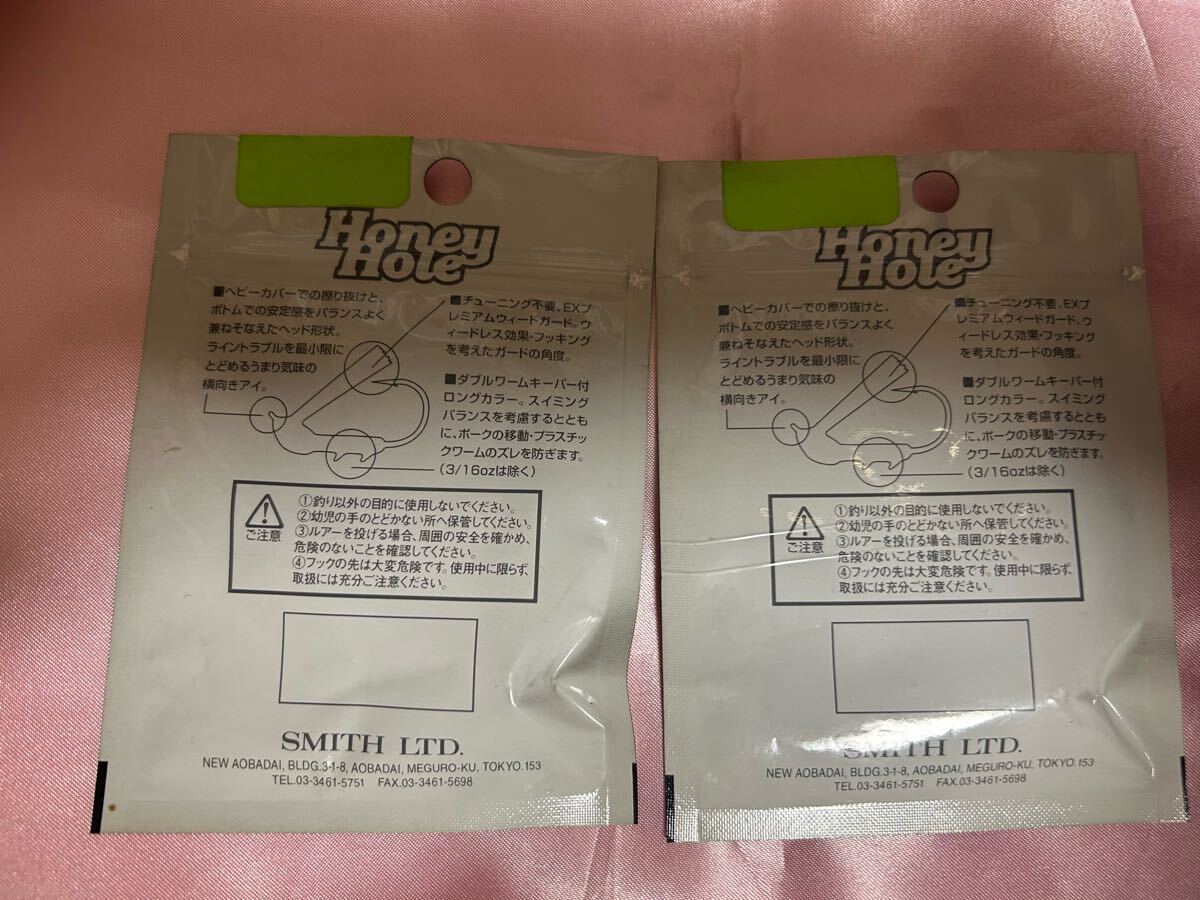 Honey
Hole
■ヘビーカバーでの擦り抜けと、
ボトムでの安定感をバランスよく
兼ねそなえたヘッド形状。
ライントラブルを最小限に
とどめるうまり気味の
横向きアイ。
■チューニング不要、EXプ
レミアムウィードガード。ウ
ィードレス効果・フッキング
を考えたガードの角度。
■ダブルワームキーパー付
ロングカラー。スイミング
バランスを考慮するととも
に、ポークの移動・プラスチッ
クワームのズレを防ぎます。
(3/16ozは除く)
ご注意
①釣り以外の目的に使用しないでください。
②幼児の手のとどかない所へ保管してください。
③ルアーを投げる場合、周囲の安全を確かめ、
危険のないことを確認してください。
④フックの先は大変危険です。使用中に限らず、
取扱には充分ご注意ください。
SMITH LTD.
NEW AOBADAI, BLDG.3-1-8, AOBADAI, MEGURO-KU, TOKYO.153
TEL.03-3461-5751 FAX.03-3461-5698
Honey
Hole
■ヘビーカバーでの擦り抜けと、
ボトムでの安定感をバランスよく
兼ねそなえたヘッド形状。
ライントラブルを最小限に
とどめるうまり気味の
横向きアイ。
■チューニング不要、EXプ
レミアムウィードガード。ウ
ィードレス効果・フッキング
を考えたガードの角度。
■ダブルワームキーパー付
ロングカラー。スイミング
バランスを考慮するととも
に、ポークの移動・プラスチッ
クワームのズレを防ぎます。
(3/16ozは除く)
ご注意
①釣り以外の目的に使用しないでください。
②幼児の手のとどかない所へ保管してください。
③ルアーを投げる場合、周囲の安全を確かめ、
危険のないことを確認してください。
④フックの先は大変危険です。使用中に限らず、
取扱には充分ご注意ください。
SMITH LTD.
NEW AOBADAI, BLDG.3-1-8, AOBADAI, MEGURO-KU, TOKYO.153
TEL.03-3461-5751 FAX.03-3461-5698